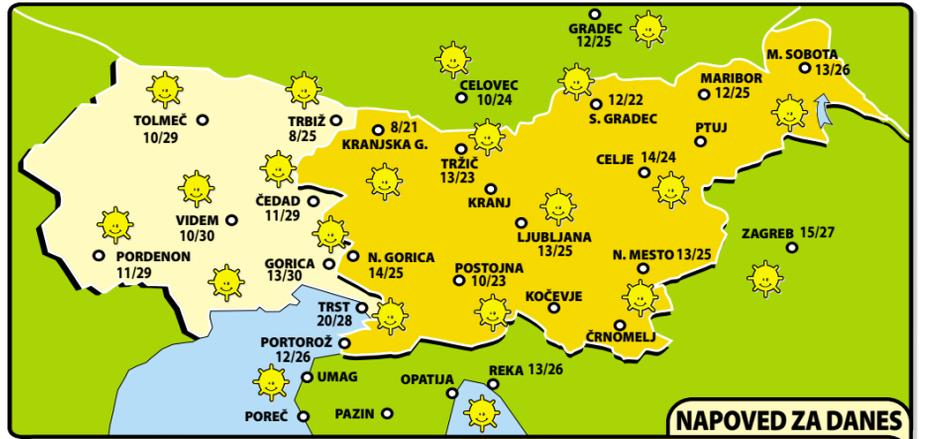 GRADEC
12/25
M. SOBOTA
13/26
CELOVEC
10/24
MARIBOR
12/25
12/22
S. GRADEC
TOLMEČ
10/29
TRBIŽ
8/25
8/21
KRANJSKA G.
PTUJ
TRŽIČ
13/23
CELJE 14/24
KRANJ
ČEDAD
11/29
VIDEM
10/30
LJUBLJANA
13/25
ZAGREB 15/27
PORDENON
11/29
GORICA
13/30
N. GORICA
14/25
POSTOJNA
10/23
N. MESTO 13/25
KOČEVJE
TRST
20/28
ČRNOMELJ
PORTOROŽ
12/26
UMAG
OPATIJA
REKA 13/26
POREČ
PAZIN
NAPOVED ZA DANES